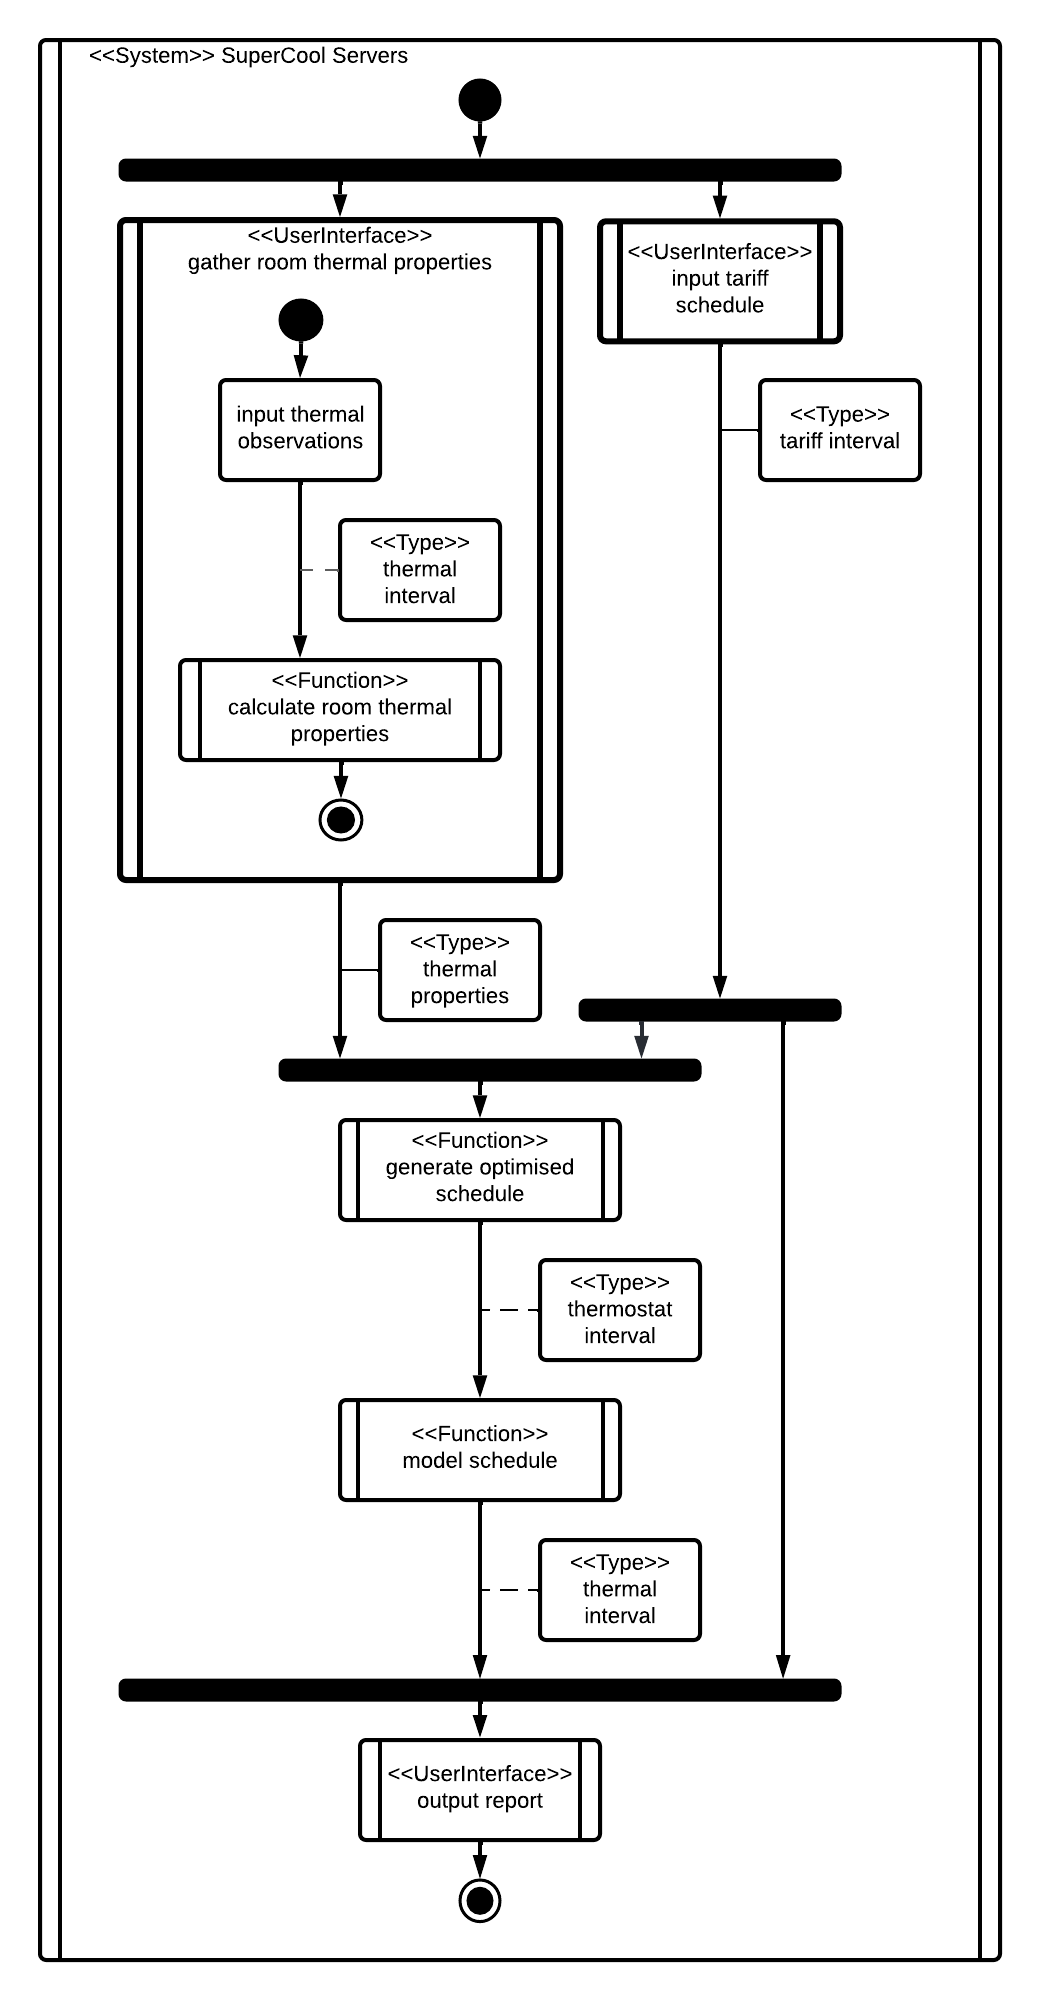 <<System>> SuperCool Servers
<<UserInterface>>
gather room thermal properties
<<UserInterface>>
input tariff
schedule
input thermal
observations
<<Type>>
tariff interval
<<Type>>
thermal
interval
<<Function>>
calculate room thermal
properties
<<Type>>
thermal
properties
<<Function>>
generate optimised
schedule
<<Type>>
thermostat
interval
<<Function>>
model schedule
<<Type>>
thermal
interval
<<UserInterface>>
output report